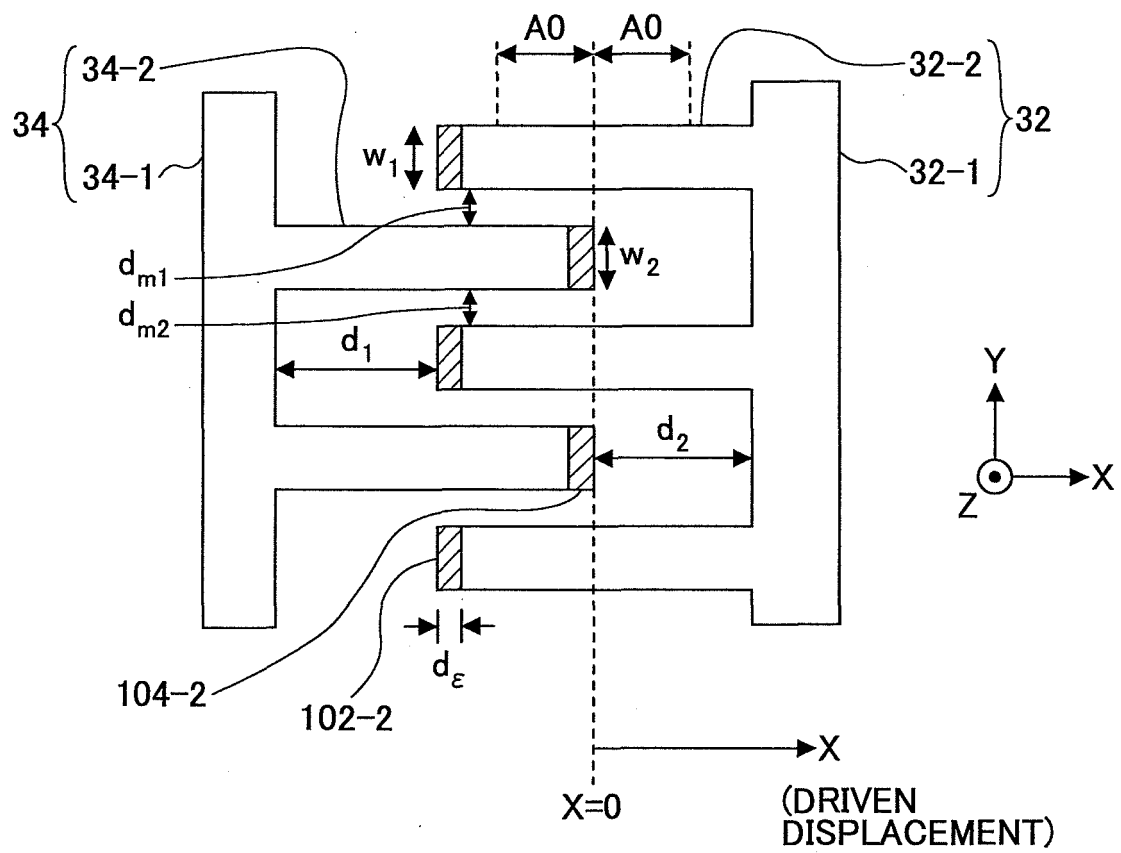 A0 A0
34-2
32-2
34
32
34-1
32-1
w1
dm1
w2
dm2
d1
Y
d2
X
Z
dε
104-2
102-2
X
X=0
(DRIVEN
DISPLACEMENT)